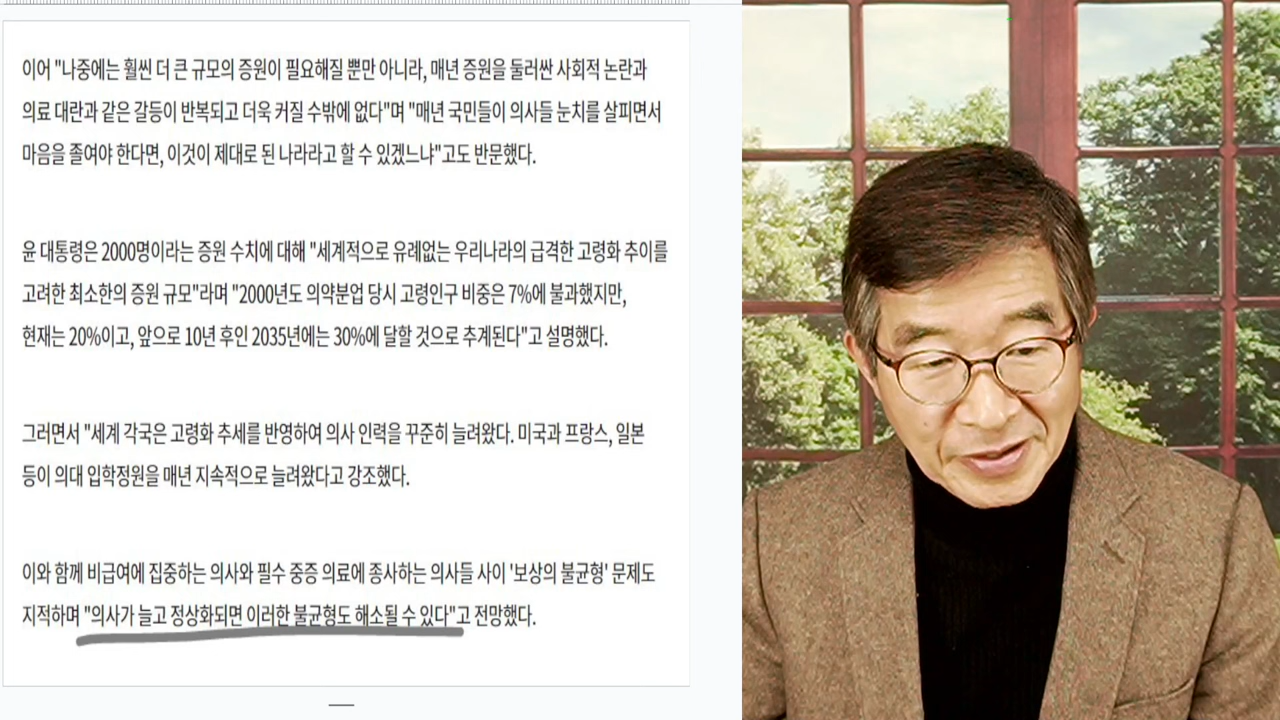 이어 "나중에는 훨씬 더 큰 규모의 증원이 필요해질 뿐만 아니라, 매년 증원을 둘러싼 사회적 논란과
의료 대란과 같은 갈등이 반복되고 더욱 커질 수밖에 없다"며 "매년 국민들이 의사들 눈치를 살피면서
마음을 졸여야 한다면, 이것이 제대로 된 나라라고 할 수 있겠느냐"고도 반문했다.
윤 대통령은 2000명이라는 증원 수치에 대해 "세계적으로 유례없는 우리나라의 급격한 고령화 추이를
고려한 최소한의 증원 규모"라며 "2000년도 의약분업 당시 고령인구 비중은 7%에 불과했지만,
현재는 20%이고, 앞으로 10년 후인 2035년에는 30%에 달할 것으로 추계된다"고 설명했다.
그러면서 "세계 각국은 고령화 추세를 반영하여 의사 인력을 꾸준히 늘려왔다. 미국과 프랑스, 일본
등이 의대 입학정원을 매년 지속적으로 늘려왔다고 강조했다.
이와 함께 비급여에 집중하는 의사와 필수 중증 의료에 종사하는 의사들 사이 '보상의 불균형' 문제도
지적하며 "의사가 늘고 정상화되면 이러한 불균형도 해소될 수 있다"고 전망했다.